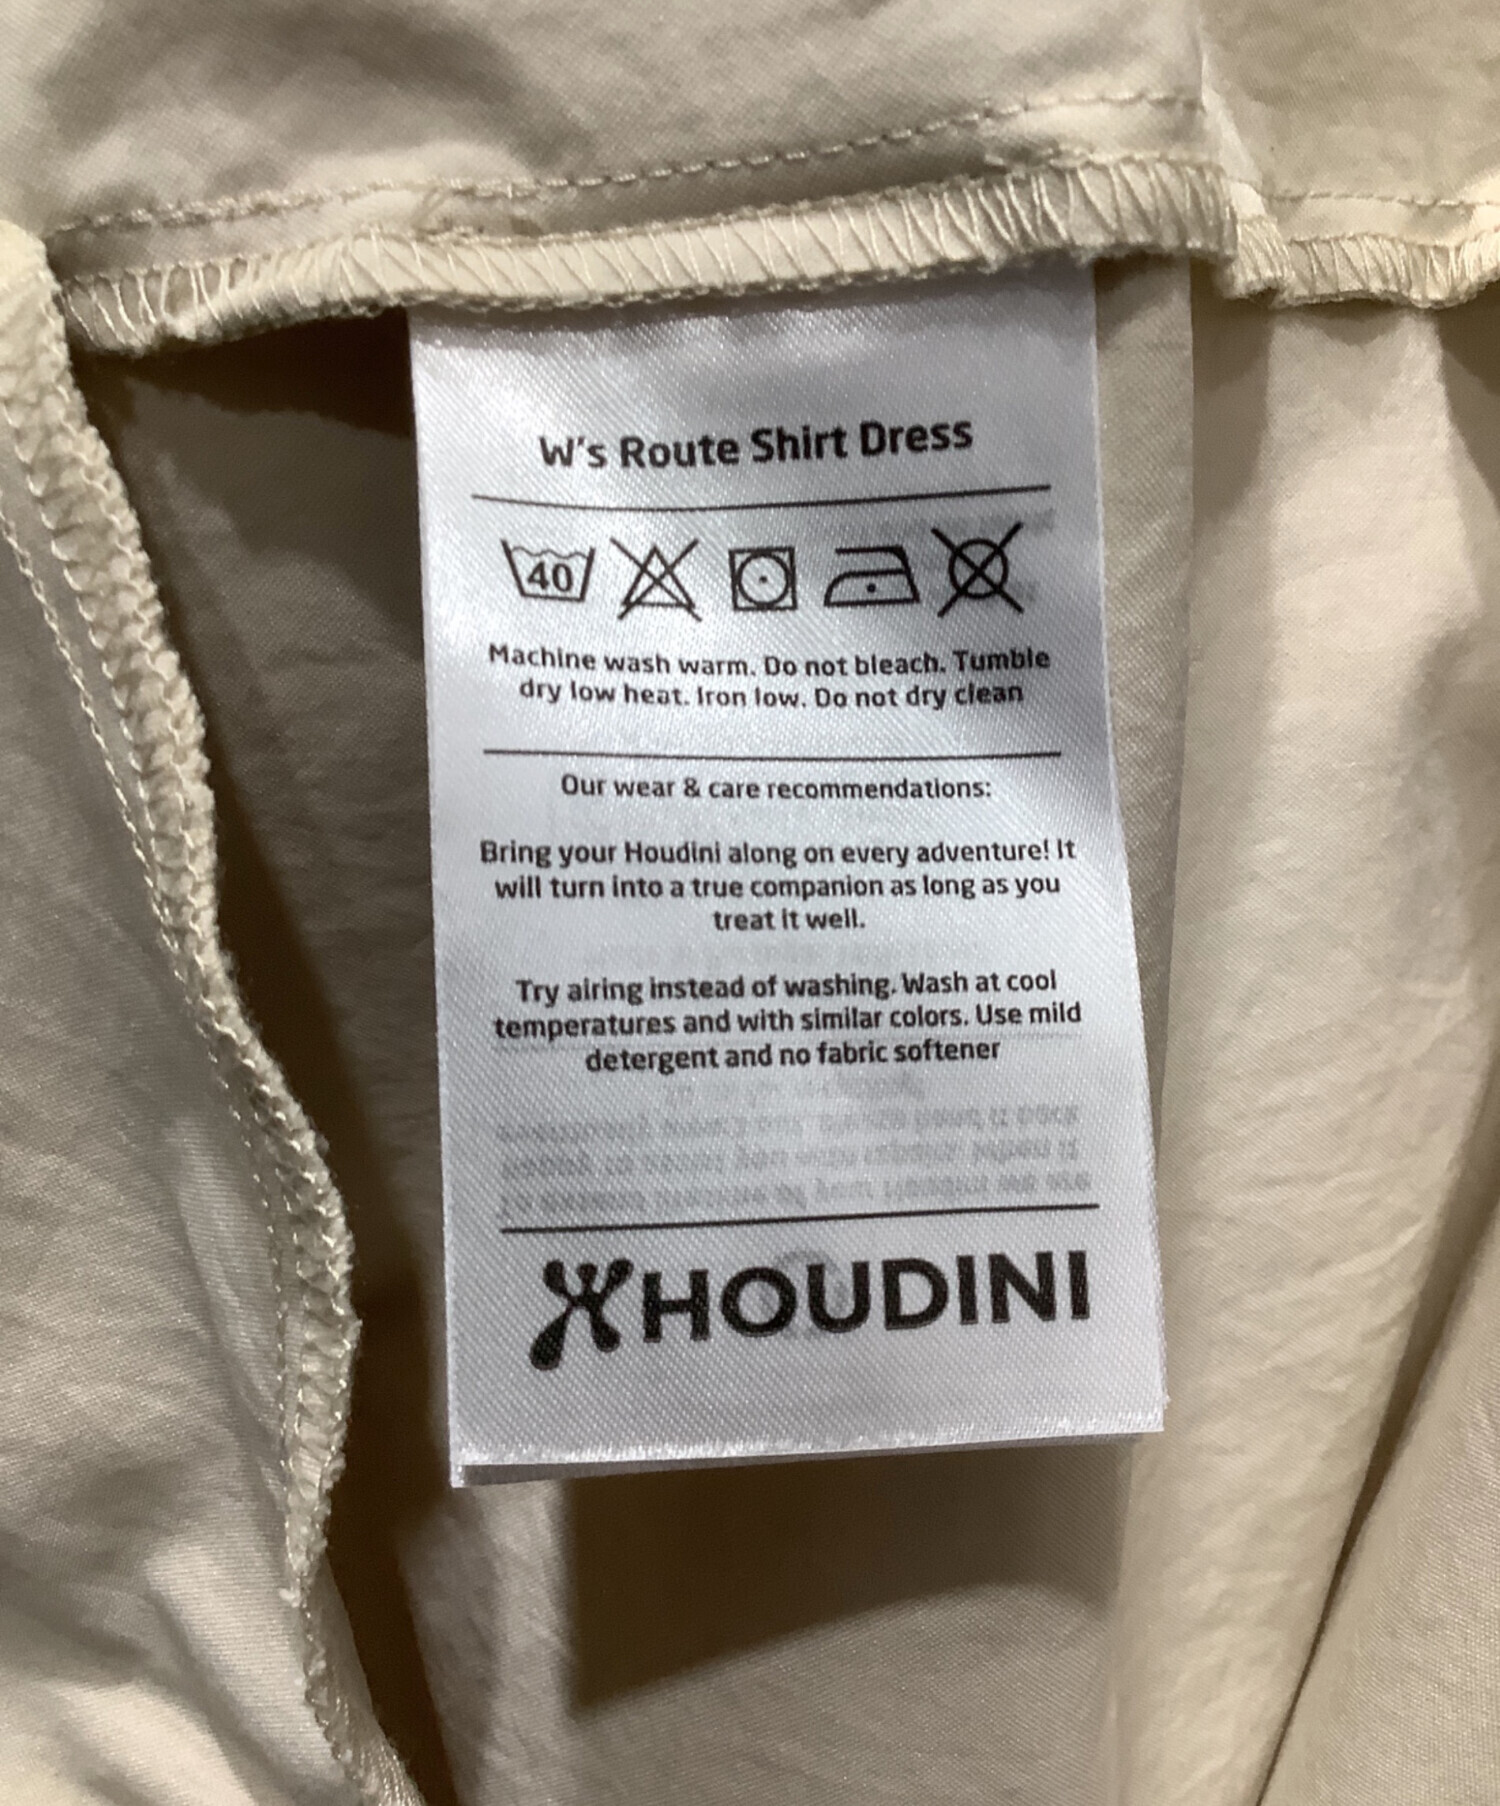 W's Route Shirt Dress
40
Machine wash warm. Do not bleach. Tumble
dry low heat. Iron low. Do not dry clean
Our wear & care recommendations:
Bring your Houdini along on every adventure! It
will turn into a true companion as long as you
treat it well.
Try airing instead of washing. Wash at cool
temperatures and with similar colors. Use mild
detergent and no fabric softener
HOUDINI